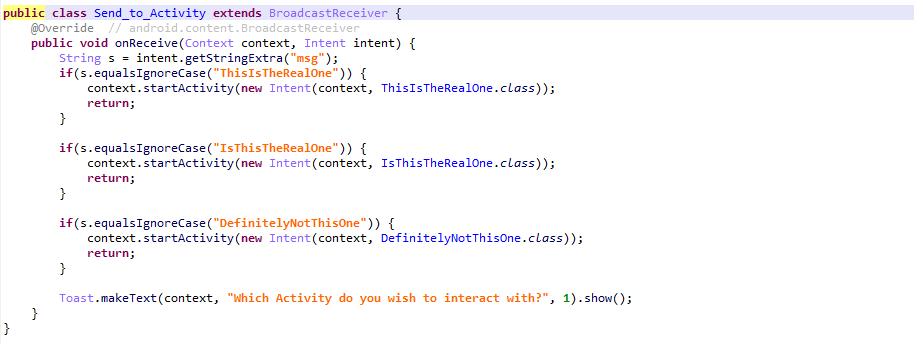 public class Send_to_Activity extends BroadcastReceiver {
    @Override  // android.content.BroadcastReceiver
    public void onReceive(Context context, Intent intent) {
        String s = intent.getStringExtra("msg");
        if(s.equalsIgnoreCase("ThisIsTheRealOne")) {
            context.startActivity(new Intent(context, ThisIsTheRealOne.class));
            return;
        }

        if(s.equalsIgnoreCase("IsThisTheRealOne")) {
            context.startActivity(new Intent(context, IsThisTheRealOne.class));
            return;
        }

        if(s.equalsIgnoreCase("DefinitelyNotThisOne")) {
            context.startActivity(new Intent(context, DefinitelyNotThisOne.class));
            return;
        }

        Toast.makeText(context, "Which Activity do you wish to interact with?", 1).show();
    }
}